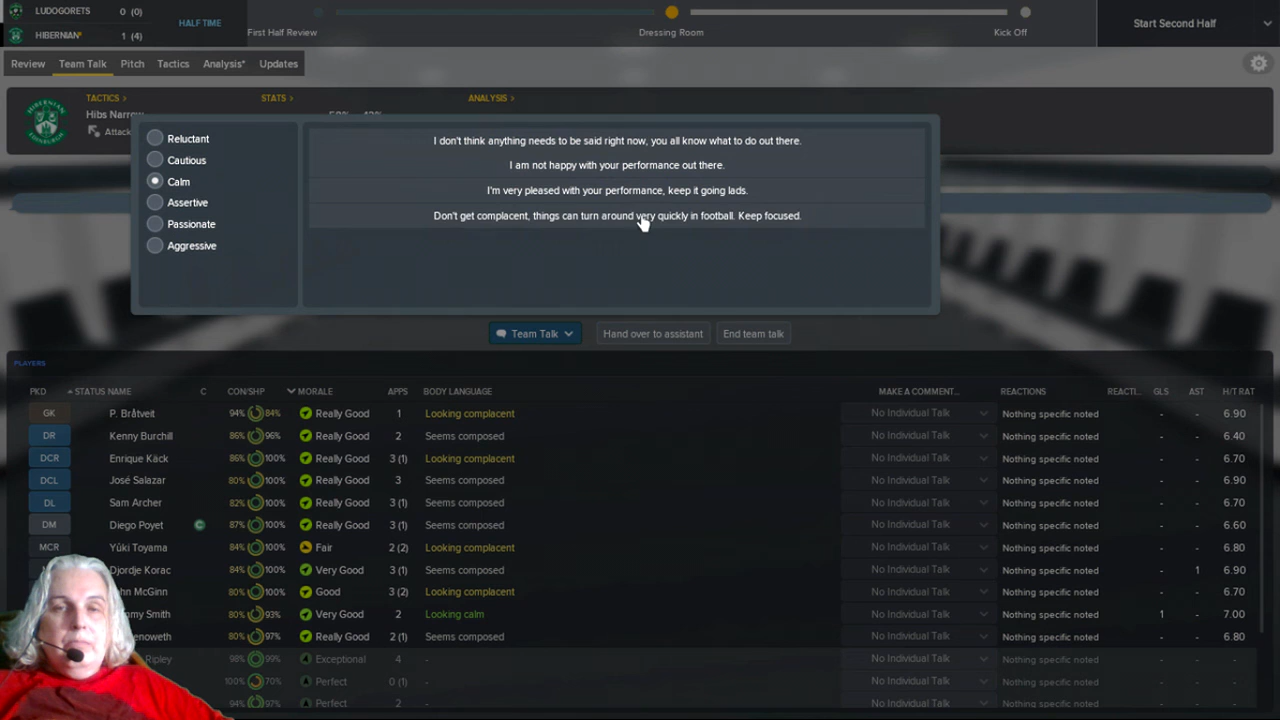 LUDOGORETS 0 (0)
HIBERNIAN* 1 (4)
HALF TIME
First Half Review
Dressing Room
Kick Off
Start Second Half
Review Team Talk Pitch Tactics Analysis* Updates
TACTICS > STATS > ANALYSIS >
Hibs Narrow
Attack
Reluctant
Cautious
Calm
Assertive
Passionate
Aggressive
I don't think anything needs to be said right now, you all know what to do out there.
I am not happy with your performance out there.
I'm very pleased with your performance, keep it going lads.
Don't get complacent, things can turn around very quickly in football. Keep focused.
Team Talk Hand over to assistant End team talk
PLAYERS
PKD STATUS NAME C CON/SHP MORALE APPS BODY LANGUAGE MAKE A COMMENT... REACTIONS REACTI... GLS AST H/T RAT
GK P. Bråtveit 94% 84% Really Good 1 Looking complacent No Individual Talk Nothing specific noted - - 6.90
DR Kenny Burchill 86% 96% Really Good 2 Seems composed No Individual Talk Nothing specific noted - - 6.40
DCR Enrique Käck 86% 100% Really Good 3 (1) Looking complacent No Individual Talk Nothing specific noted - - 6.70
DCL José Salazar 80% 100% Really Good 3 Seems composed No Individual Talk Nothing specific noted - - 6.90
DL Sam Archer 82% 100% Really Good 3 (1) Seems composed No Individual Talk Nothing specific noted - - 6.70
DM Diego Poyet C 87% 100% Really Good 3 (1) Seems composed No Individual Talk Nothing specific noted - - 6.60
MCR Yûki Toyama 84% 100% Fair 2 (2) Looking complacent No Individual Talk Nothing specific noted - - 6.80
Djordje Korac 84% 100% Very Good 3 (1) Seems composed No Individual Talk Nothing specific noted - 1 6.90
McGinn 80% 100% Good 3 (2) Looking complacent No Individual Talk Nothing specific noted - - 6.70
Smith 80% 93% Very Good 2 Looking calm No Individual Talk Nothing specific noted 1 - 7.00
80% 97% Really Good 2 (1) Seems composed No Individual Talk Nothing specific noted - - 6.80
Ripley 98% 99% Exceptional 4 - No Individual Talk Nothing specific noted - - -
100% 70% Perfect 0 (1) - No Individual Talk Nothing specific noted - - -
94% 97% Perfect 2 - No Individual Talk Nothing specific noted - - -